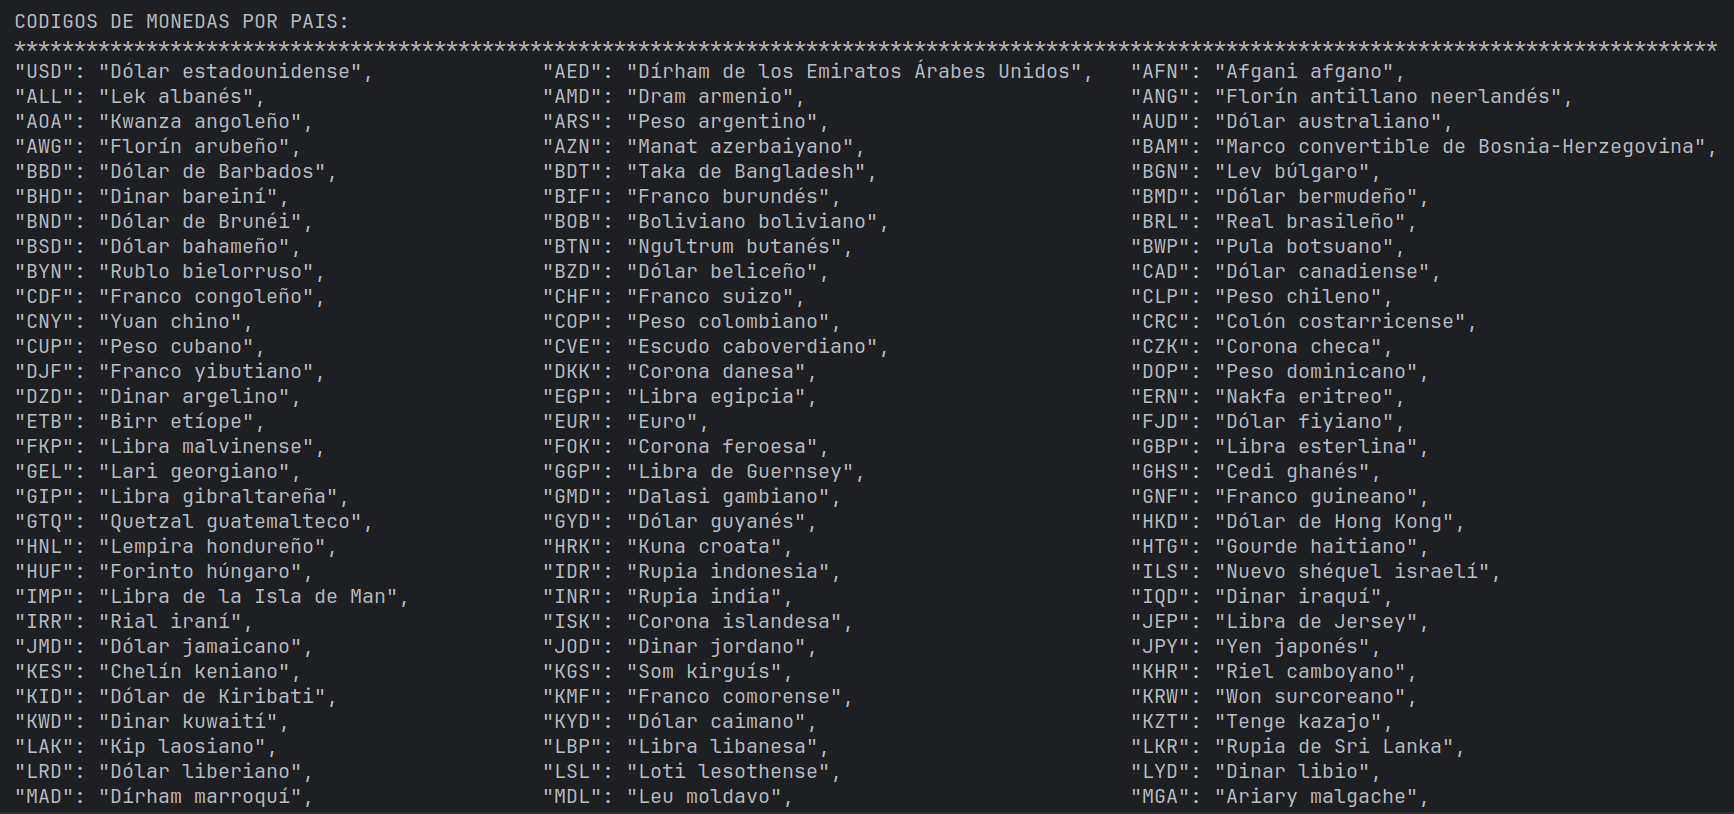 CODIGOS DE MONEDAS POR PAIS:
**********************************************************************************************************************************************
"USD": "Dólar estadounidense", "AED": "Dírham de los Emiratos Árabes Unidos", "AFN": "Afgani afgano",
"ALL": "Lek albanés", "AMD": "Dram armenio", "ANG": "Florín antillano neerlandés",
"AOA": "Kwanza angoleño", "ARS": "Peso argentino", "AUD": "Dólar australiano",
"AWG": "Florín arubeño", "AZN": "Manat azerbaiyano", "BAM": "Marco convertible de Bosnia-Herzegovina",
"BBD": "Dólar de Barbados", "BDT": "Taka de Bangladesh", "BGN": "Lev búlgaro",
"BHD": "Dinar bareiní", "BIF": "Franco burundés", "BMD": "Dólar bermudeño",
"BND": "Dólar de Brunéi", "BOB": "Boliviano boliviano", "BRL": "Real brasileño",
"BSD": "Dólar bahameño", "BTN": "Ngultrum butanés", "BWP": "Pula botsuano",
"BYN": "Rublo bielorruso", "BZD": "Dólar beliceño", "CAD": "Dólar canadiense",
"CDF": "Franco congoleño", "CHF": "Franco suizo", "CLP": "Peso chileno",
"CNY": "Yuan chino", "COP": "Peso colombiano", "CRC": "Colón costarricense",
"CUP": "Peso cubano", "CVE": "Escudo caboverdiano", "CZK": "Corona checa",
"DJF": "Franco yibutiano", "DKK": "Corona danesa", "DOP": "Peso dominicano",
"DZD": "Dinar argelino", "EGP": "Libra egipcia", "ERN": "Nakfa eritreo",
"ETB": "Birr etíope", "EUR": "Euro", "FJD": "Dólar fiyiano",
"FKP": "Libra malvinense", "FOK": "Corona feroesa", "GBP": "Libra esterlina",
"GEL": "Lari georgiano", "GGP": "Libra de Guernsey", "GHS": "Cedi ghanés",
"GIP": "Libra gibraltareña", "GMD": "Dalasi gambiano", "GNF": "Franco guineano",
"GTQ": "Quetzal guatemalteco", "GYD": "Dólar guyanés", "HKD": "Dólar de Hong Kong",
"HNL": "Lempira hondureño", "HRK": "Kuna croata", "HTG": "Gourde haitiano",
"HUF": "Forinto húngaro", "IDR": "Rupia indonesia", "ILS": "Nuevo shéquel israelí",
"IMP": "Libra de la Isla de Man", "INR": "Rupia india", "IQD": "Dinar iraquí",
"IRR": "Rial iraní", "ISK": "Corona islandesa", "JEP": "Libra de Jersey",
"JMD": "Dólar jamaicano", "JOD": "Dinar jordano", "JPY": "Yen japonés",
"KES": "Chelín keniano", "KGS": "Som kirguís", "KHR": "Riel camboyano",
"KID": "Dólar de Kiribati", "KMF": "Franco comorense", "KRW": "Won surcoreano",
"KWD": "Dinar kuwaití", "KYD": "Dólar caimano", "KZT": "Tenge kazajo",
"LAK": "Kip laosiano", "LBP": "Libra libanesa", "LKR": "Rupia de Sri Lanka",
"LRD": "Dólar liberiano", "LSL": "Loti lesothense", "LYD": "Dinar libio",
"MAD": "Dírham marroquí", "MDL": "Leu moldavo", "MGA": "Ariary malgache",